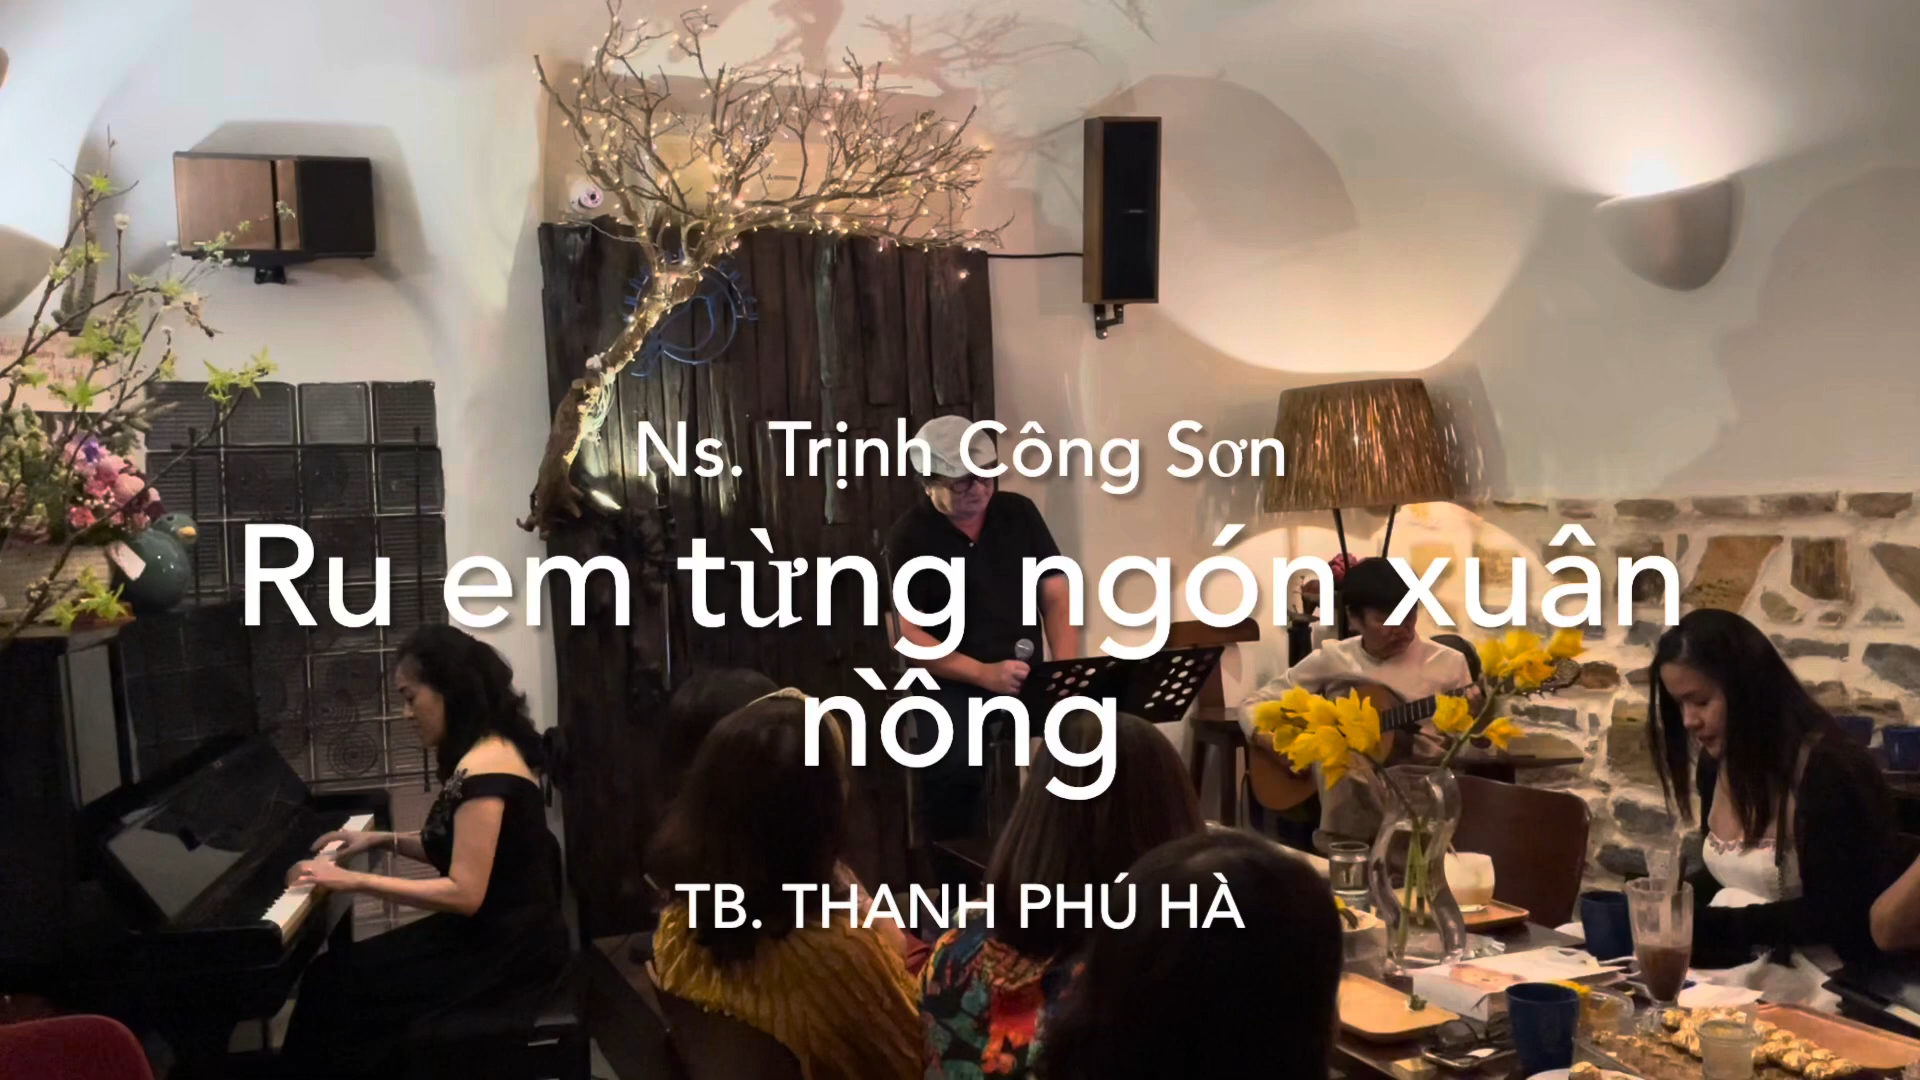 Ns. Trịnh Công Sơn
Ru em từng ngón xuân
nồng
TB. THANH PHÚ HÀ